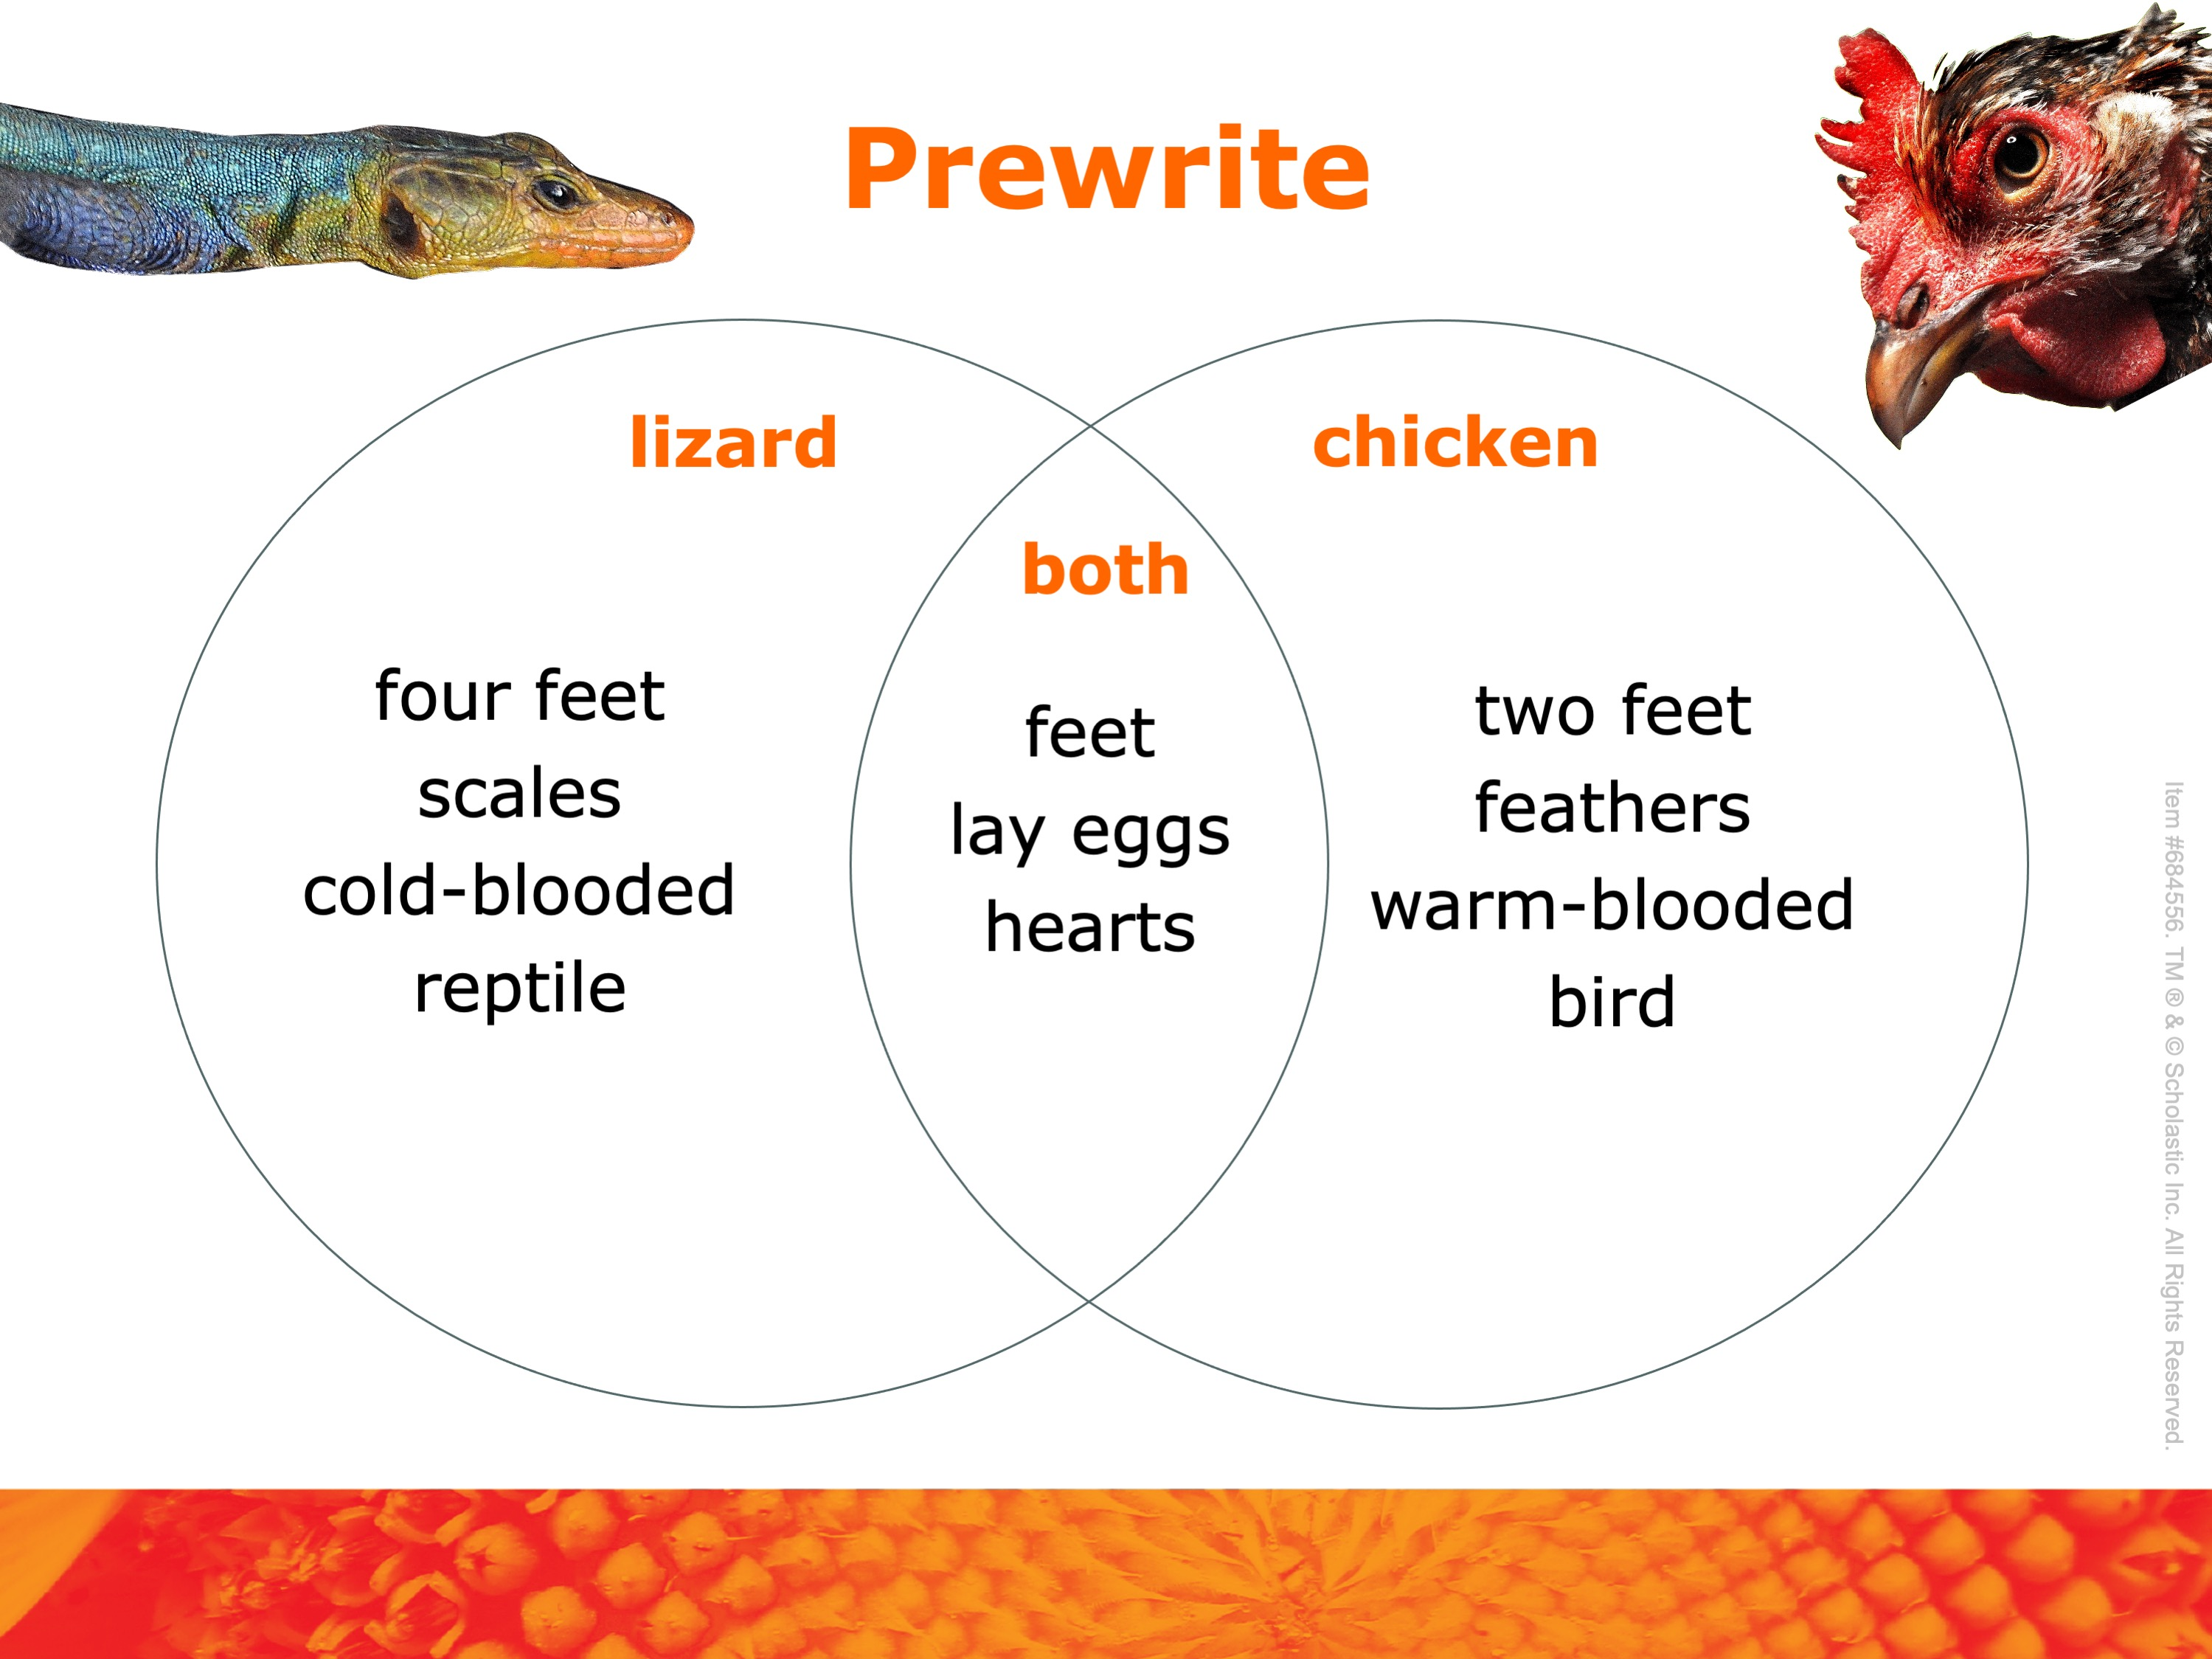 Prewrite
lizard
four feet
scales
cold-blooded
reptile
both
feet
lay eggs
hearts
chicken
two feet
feathers
warm-blooded
bird
Item #684556. TM ® & © Scholastic Inc. All Rights Reserved.